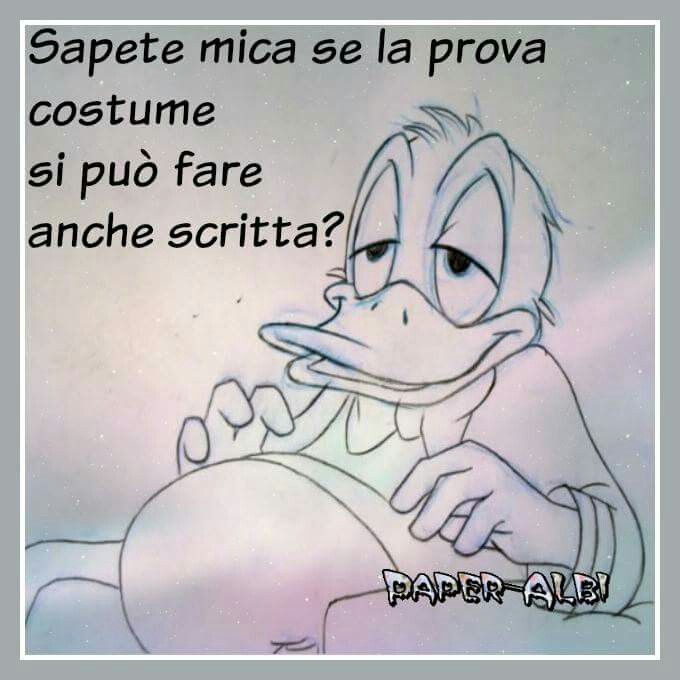 Sapete mica se la prova
costume
si può fare
anche scritta?
PAPER-ALBI